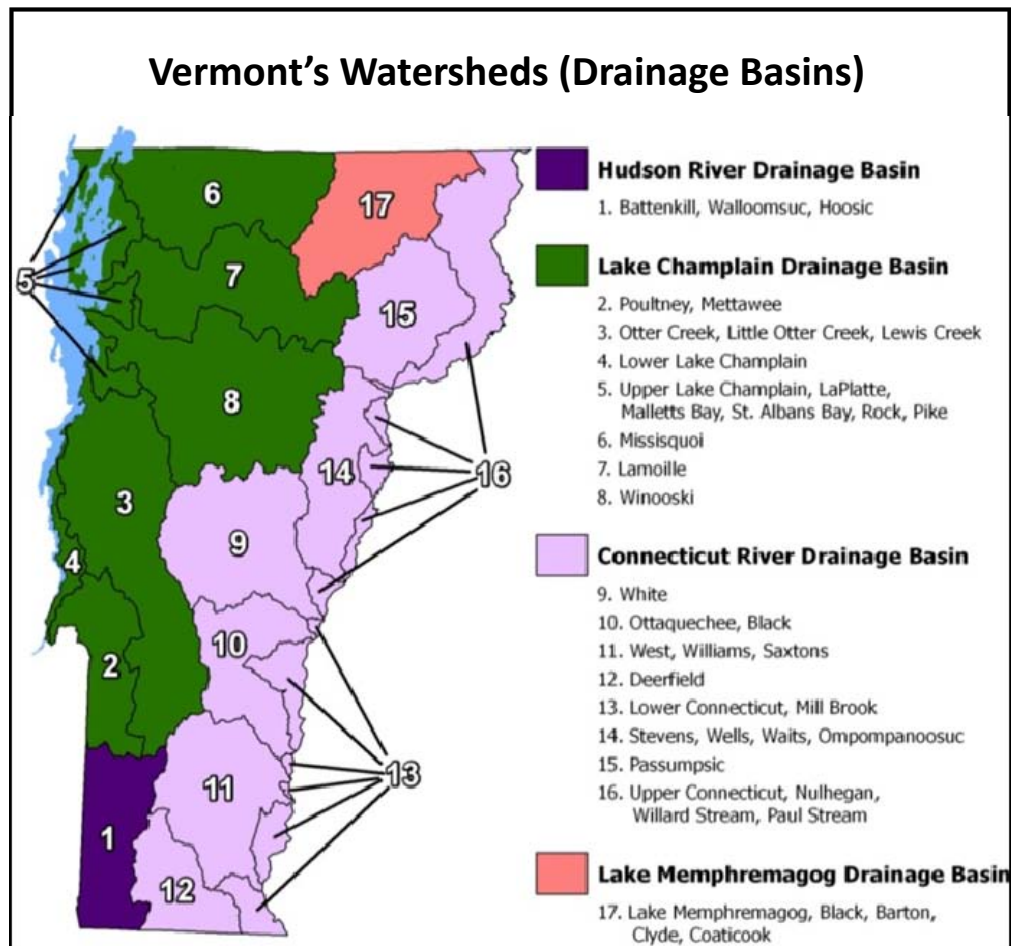 Vermont's Watersheds (Drainage Basins)
6
17
7
5
15
8
14
16
3
9
4
10
2
13
11
1
12
Hudson River Drainage Basin
1. Battenkill, Walloomsuc, Hoosic
Lake Champlain Drainage Basin
2. Poultney, Mettawee
3. Otter Creek, Little Otter Creek, Lewis Creek
4. Lower Lake Champlain
5. Upper Lake Champlain, LaPlatte,
Malletts Bay, St. Albans Bay, Rock, Pike
6. Missisquoi
7. Lamoille
8. Winooski
Connecticut River Drainage Basin
9. White
10. Ottaquechee, Black
11. West, Williams, Saxtons
12. Deerfield
13. Lower Connecticut, Mill Brook
14. Stevens, Wells, Waits, Ompompanoosuc
15. Passumpsic
16. Upper Connecticut, Nulhegan,
Willard Stream, Paul Stream
Lake Memphremagog Drainage Basin
17. Lake Memphremagog, Black, Barton,
Clyde, Coaticook